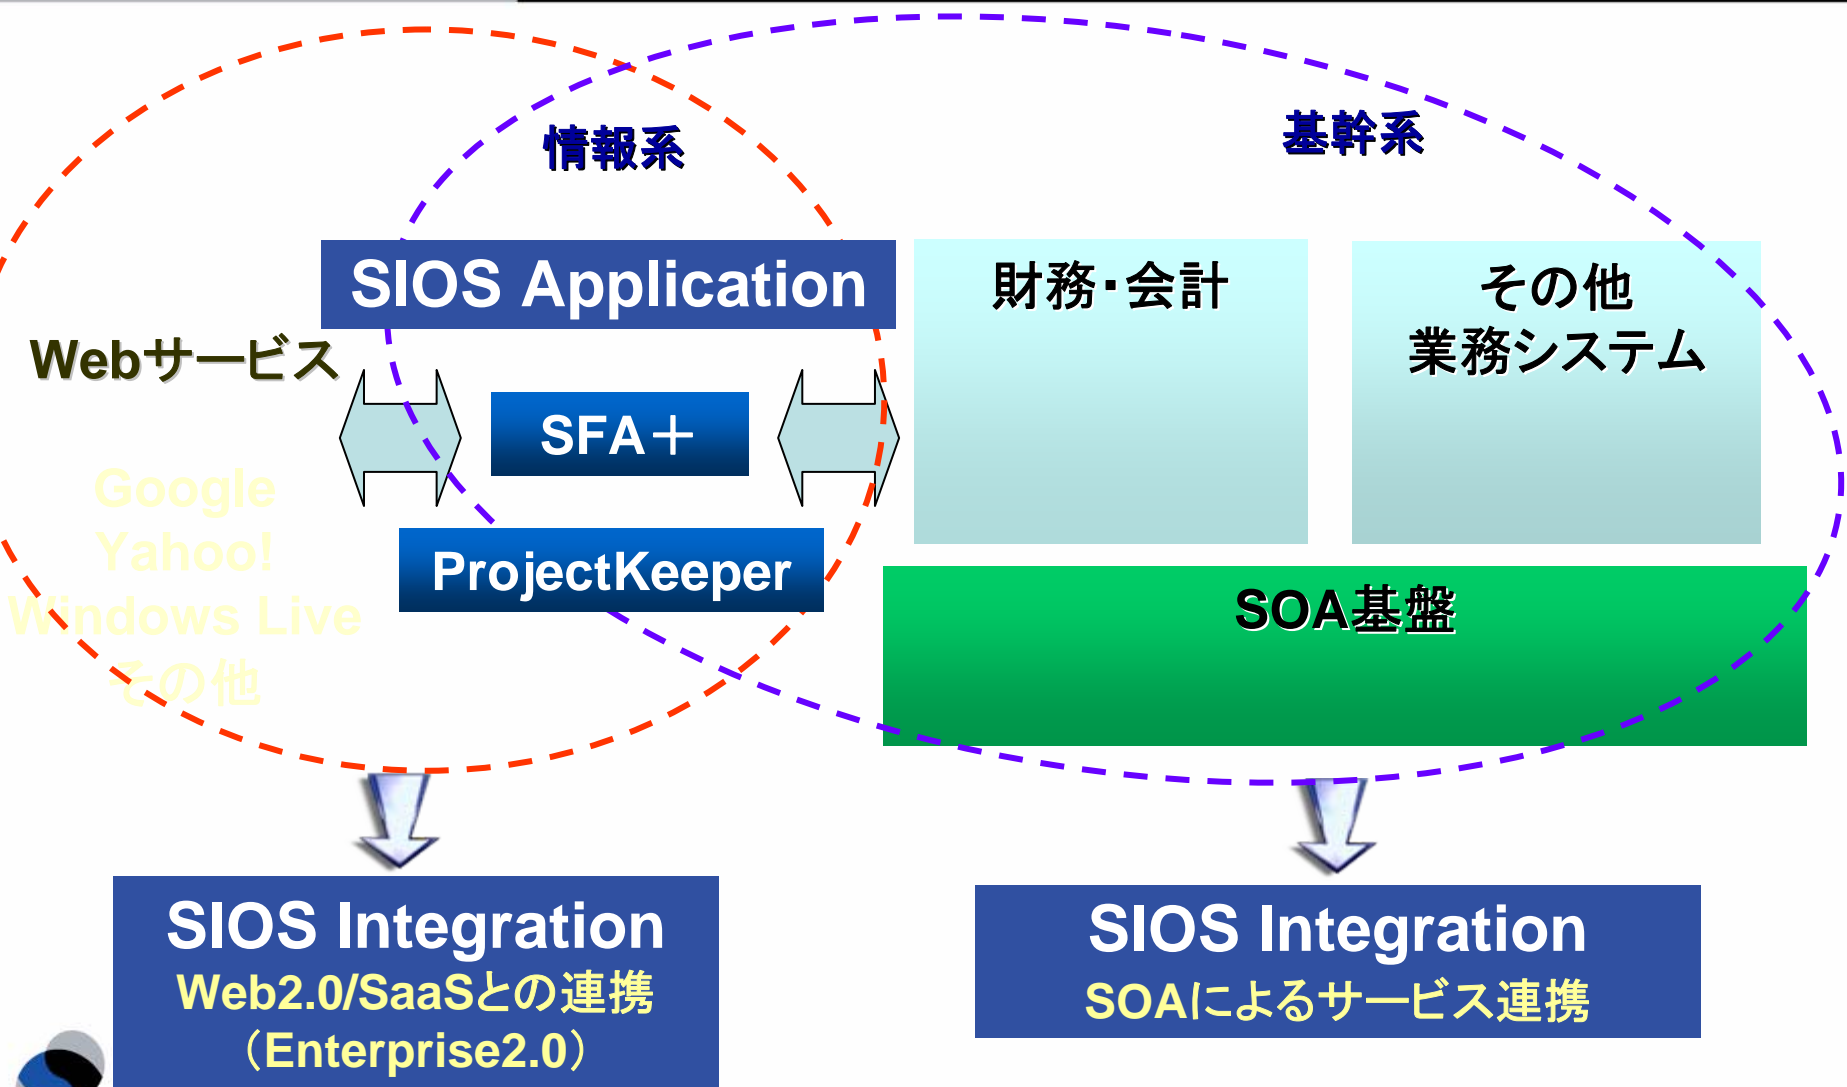 情報系
基幹系
SIOS Application
財務・会計
その他
業務システム
Webサービス
SFA＋
Google
Yahoo!
Windows Live
その他
ProjectKeeper
SOA基盤
SIOS Integration
Web2.0/SaaSとの連携
（Enterprise2.0）
SIOS Integration
SOAによるサービス連携